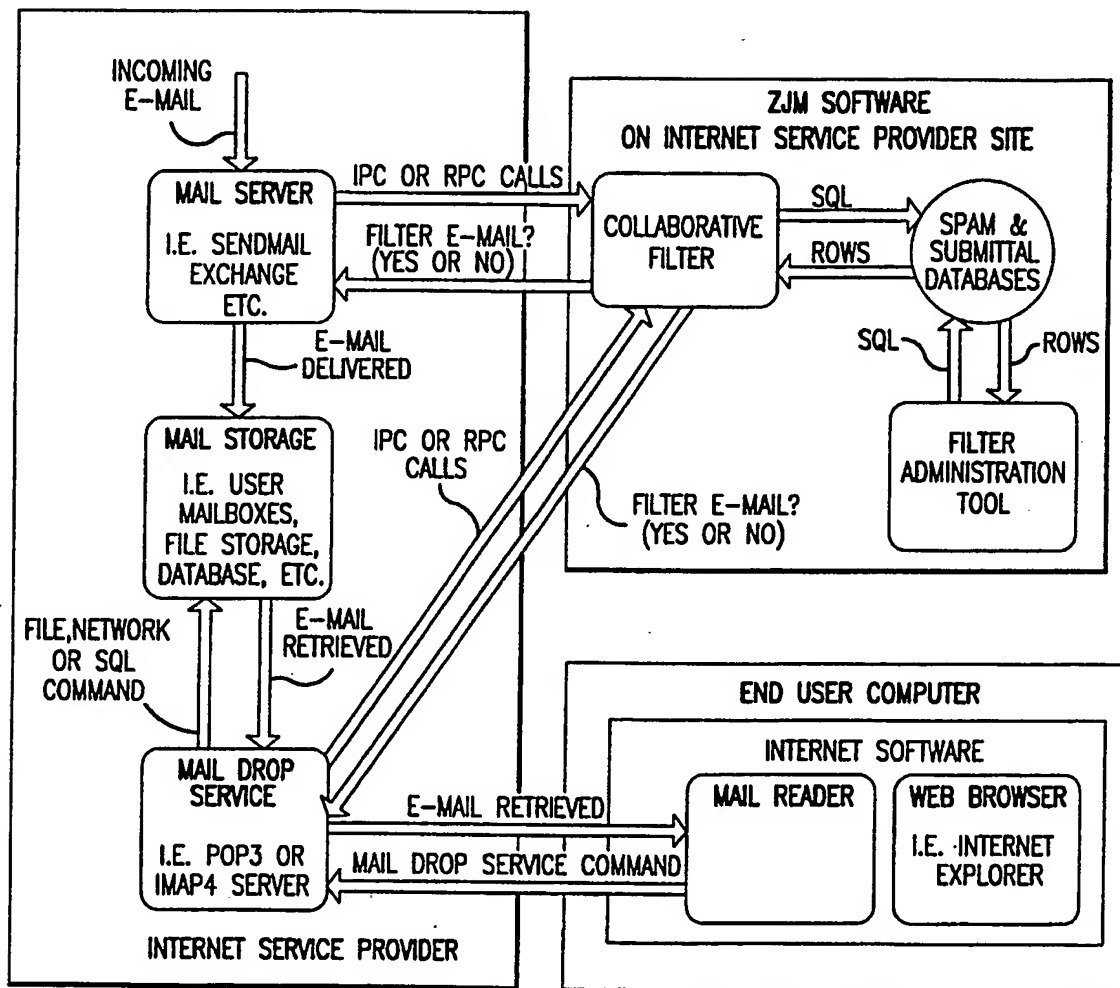 INCOMING
E-MAIL
MAIL SERVER
I.E. SENDMAIL
EXCHANGE
ETC.
IPC OR RPC CALLS
FILTER E-MAIL?
(YES OR NO)
E-MAIL
DELIVERED
MAIL STORAGE
I.E. USER
MAILBOXES,
FILE STORAGE,
DATABASE, ETC.
FILE,NETWORK
OR SQL
COMMAND
E-MAIL
RETRIEVED
MAIL DROP
SERVICE
I.E. POP3 OR
IMAP4 SERVER
INTERNET SERVICE PROVIDER
ZJM SOFTWARE
ON INTERNET SERVICE PROVIDER SITE
COLLABORATIVE
FILTER
SQL
ROWS
SPAM &
SUBMITTAL
DATABASES
SQL
ROWS
FILTER
ADMINISTRATION
TOOL
IPC OR RPC
CALLS
FILTER E-MAIL?
(YES OR NO)
E-MAIL RETRIEVED
MAIL DROP SERVICE COMMAND
END USER COMPUTER
INTERNET SOFTWARE
MAIL READER
WEB BROWSER
I.E. INTERNET
EXPLORER